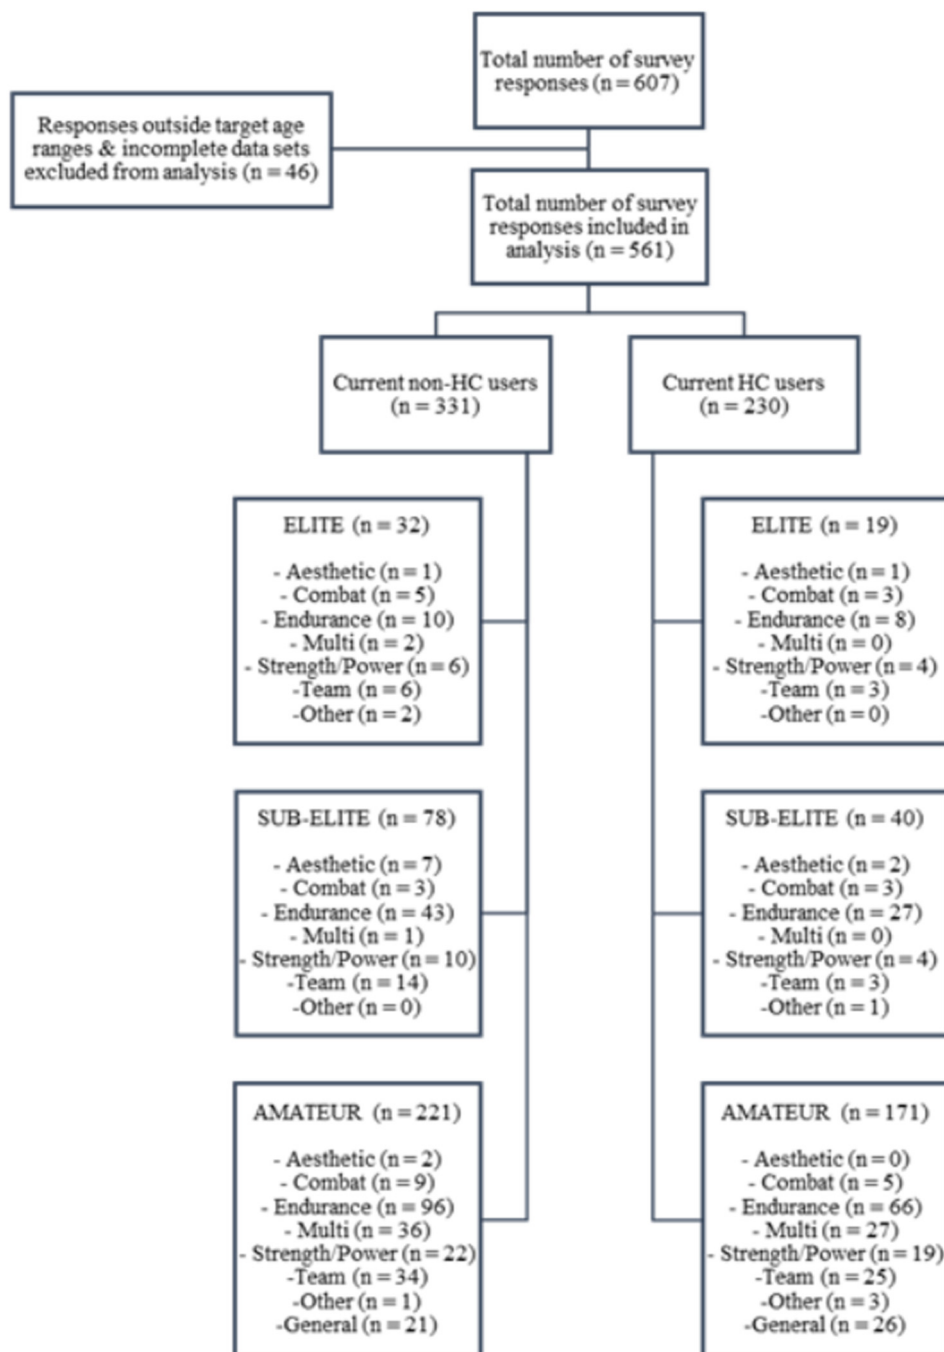 Total number of survey
responses (n = 607)
Responses outside target age
ranges & incomplete data sets
excluded from analysis (n = 46)
Total number of survey
responses included in
analysis (n = 561)
Current non-HC users
(n = 331)
Current HC users
(n = 230)
ELITE (n = 32)
- Aesthetic (n = 1)
- Combat (n = 5)
- Endurance (n = 10)
- Multi (n = 2)
- Strength/Power (n = 6)
-Team (n = 6)
-Other (n = 2)
ELITE (n = 19)
- Aesthetic (n = 1)
- Combat (n = 3)
- Endurance (n = 8)
- Multi (n = 0)
- Strength/Power (n = 4)
-Team (n = 3)
-Other (n = 0)
SUB-ELITE (n = 78)
- Aesthetic (n = 7)
- Combat (n = 3)
- Endurance (n = 43)
- Multi (n = 1)
- Strength/Power (n = 10)
-Team (n = 14)
-Other (n = 0)
SUB-ELITE (n = 40)
- Aesthetic (n = 2)
- Combat (n = 3)
- Endurance (n = 27)
- Multi (n = 0)
- Strength/Power (n = 4)
-Team (n = 3)
-Other (n = 1)
AMATEUR (n = 221)
- Aesthetic (n = 2)
- Combat (n = 9)
- Endurance (n = 96)
- Multi (n = 36)
- Strength/Power (n = 22)
-Team (n = 34)
-Other (n = 1)
-General (n = 21)
AMATEUR (n = 171)
- Aesthetic (n = 0)
- Combat (n = 5)
- Endurance (n = 66)
- Multi (n = 27)
- Strength/Power (n = 19)
-Team (n = 25)
-Other (n = 3)
-General (n = 26)